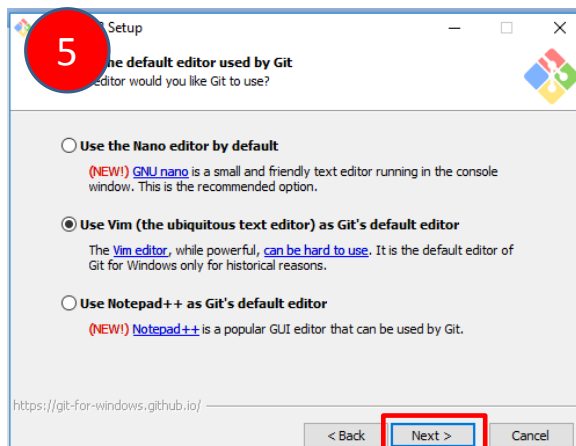 5
Setup
the default editor used by Git
editor would you like Git to use?
Use the Nano editor by default
(NEW!) GNU nano is a small and friendly text editor running in the console
window. This is the recommended option.
Use Vim (the ubiquitous text editor) as Git's default editor
The Vim editor, while powerful, can be hard to use. It is the default editor of
Git for Windows only for historical reasons.
Use Notepad++ as Git's default editor
(NEW!) Notepad++ is a popular GUI editor that can be used by Git.
https://git-for-windows.github.io/
< Back Next > Cancel